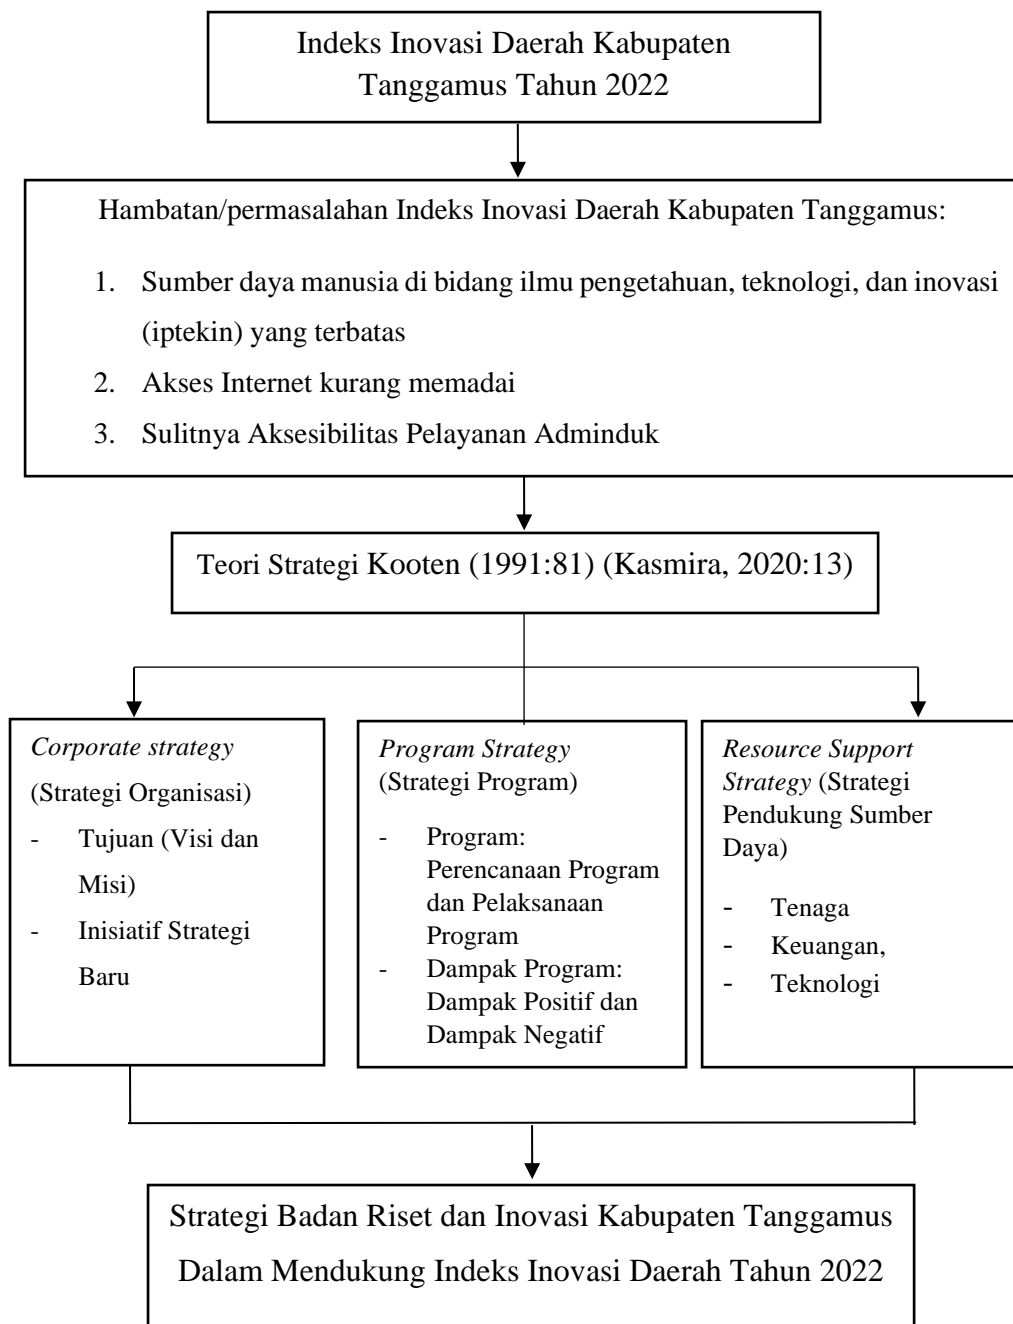 Indeks Inovasi Daerah Kabupaten
Tanggamus Tahun 2022
Hambatan/permasalahan Indeks Inovasi Daerah Kabupaten Tanggamus:
1. Sumber daya manusia di bidang ilmu pengetahuan, teknologi, dan inovasi
(iptekin) yang terbatas
2. Akses Internet kurang memadai
3. Sulitnya Aksesibilitas Pelayanan Adminduk
Teori Strategi Kooten (1991:81) (Kasmira, 2020:13)
Corporate strategy
(Strategi Organisasi)
- Tujuan (Visi dan
Misi)
- Inisiatif Strategi
Baru
Program Strategy
(Strategi Program)
- Program:
Perencanaan Program
dan Pelaksanaan
Program
- Dampak Program:
Dampak Positif dan
Dampak Negatif
Resource Support
Strategy (Strategi
Pendukung Sumber
Daya)
- Tenaga
- Keuangan,
- Teknologi
Strategi Badan Riset dan Inovasi Kabupaten Tanggamus
Dalam Mendukung Indeks Inovasi Daerah Tahun 2022